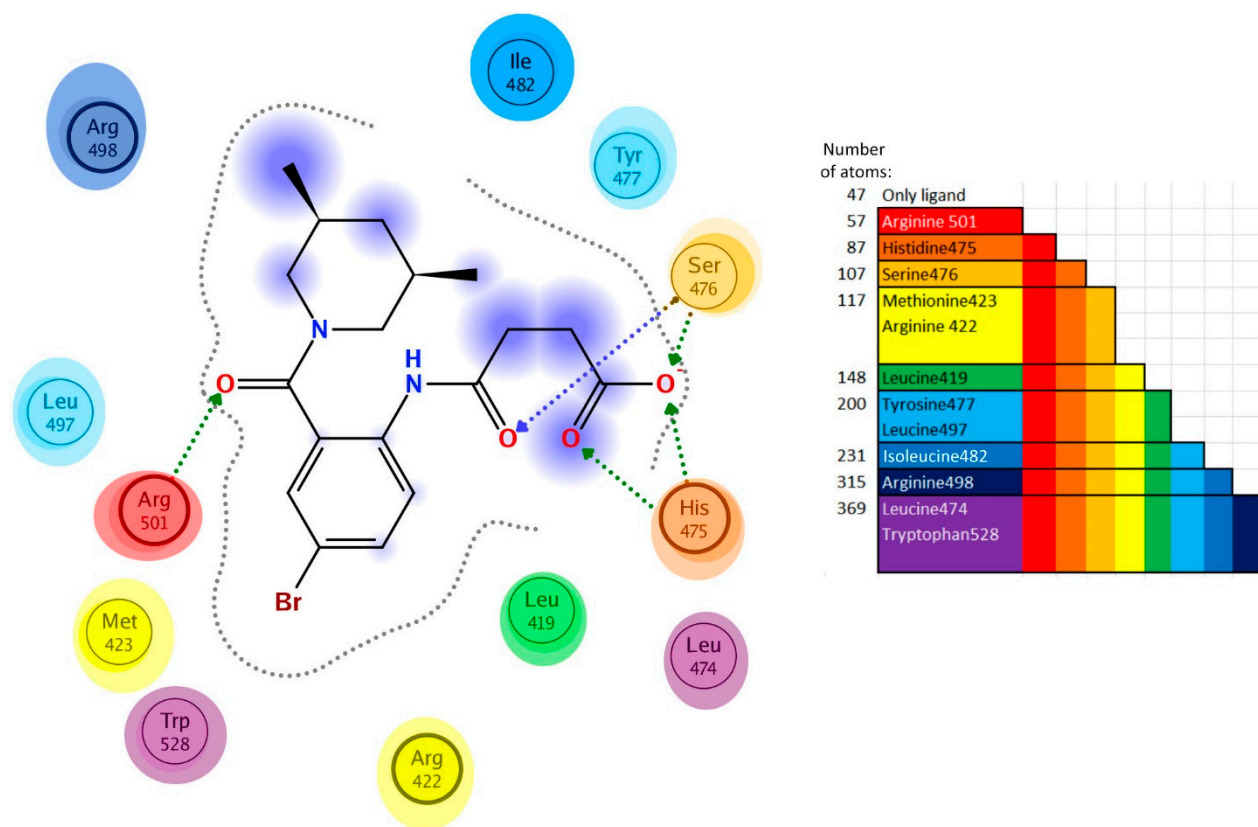 Ile
482
Arg
498
Tyr
477
Ser
476
N
H
N
O
O
-
O
O
Leu
497
Arg
501
His
475
Br
Leu
419
Met
423
Leu
474
Trp
528
Arg
422
Number
of atoms:
47 Only ligand
57 Arginine 501
87 Histidine475
107 Serine476
117 Methionine423
Arginine 422
148 Leucine419
200 Tyrosine477
Leucine497
231 Isoleucine482
315 Arginine498
369 Leucine474
Tryptophan528